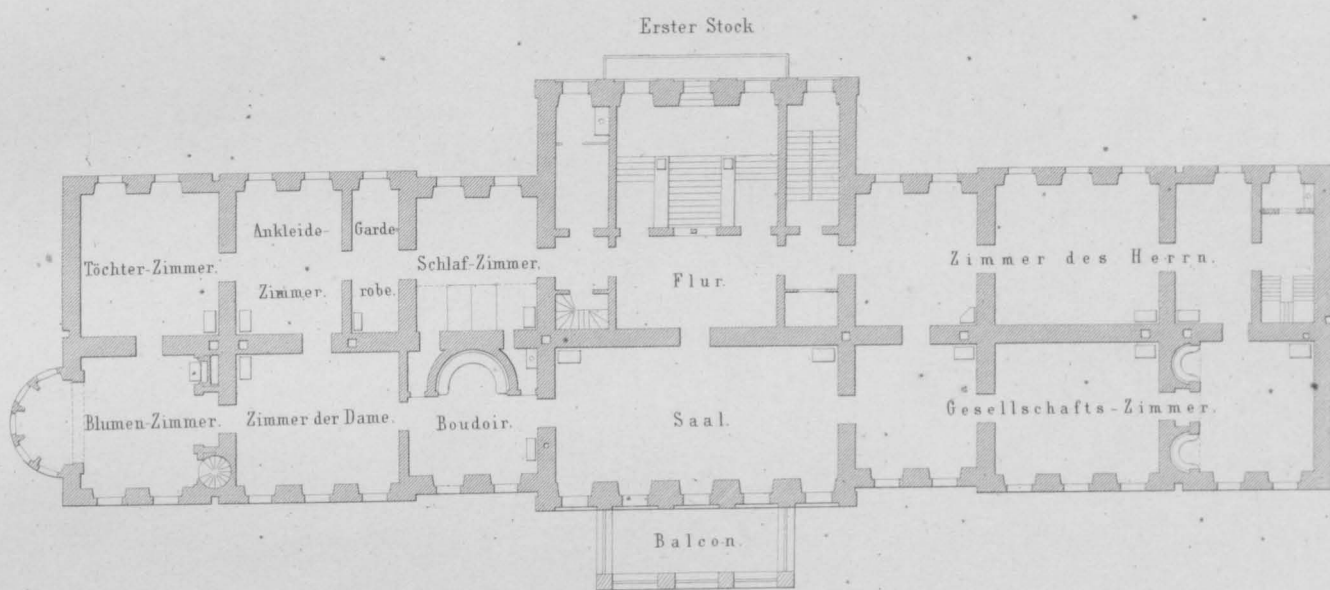 Erster Stock
Ankleide-
Zimmer.
Garde-
robe.
Töchter-Zimmer.
Schlaf-Zimmer.
Flur.
Zimmer des Herrn.
Blumen-Zimmer.
Zimmer der Dame.
Boudoir.
Saal.
Gesellschafts-Zimmer.
Balcon.